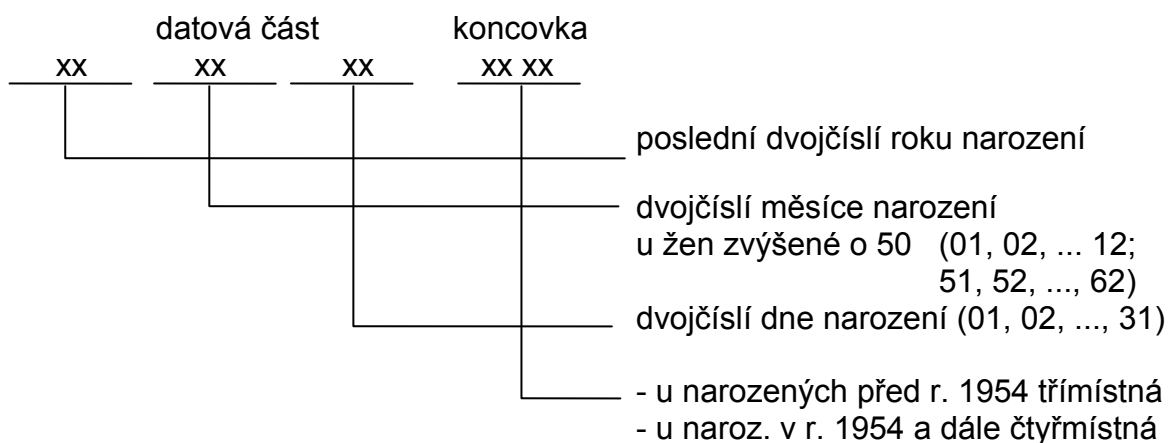 datová část koncovka
xx xx xx xx xx
poslední dvojčíslí roku narození
dvojčíslí měsíce narození
u žen zvýšené o 50 (01, 02, ... 12;
51, 52, ..., 62)
dvojčíslí dne narození (01, 02, ..., 31)
- u narozených před r. 1954 třímístná
- u naroz. v r. 1954 a dále čtyřmístná